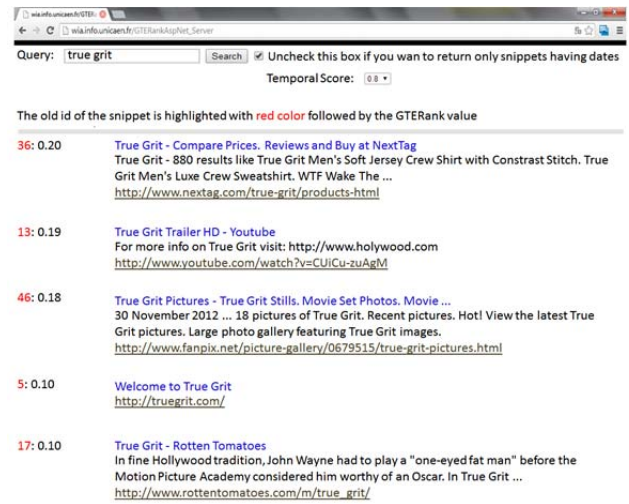 wia.info.unicaen.fr/GTER
wia.info.unicaen.fr/GTERankAspNet_Server
Query: true grit Search Uncheck this box if you wan to return only snippets having dates
Temporal Score: 0.8
The old id of the snippet is highlighted with red color followed by the GTERank value
36: 0.20 True Grit - Compare Prices. Reviews and Buy at NextTag
True Grit - 880 results like True Grit Men's Soft Jersey Crew Shirt with Constrast Stitch. True
Grit Men's Luxe Crew Sweatshirt. WTF Wake The ...
http://www.nextag.com/true-grit/products-html
13: 0.19 True Grit Trailer HD - Youtube
For more info on True Grit visit: http://www.holywood.com
http://www.youtube.com/watch?v=CUiCu-zuAgM
46: 0.18 True Grit Pictures - True Grit Stills. Movie Set Photos. Movie ...
30 November 2012 ... 18 pictures of True Grit. Recent pictures. Hot! View the latest True
Grit pictures. Large photo gallery featuring True Grit images.
http://www.fanpix.net/picture-gallery/0679515/true-grit-pictures.html
5: 0.10 Welcome to True Grit
http://truegrit.com/
17: 0.10 True Grit - Rotten Tomatoes
In fine Hollywood tradition, John Wayne had to play a "one-eyed fat man" before the
Motion Picture Academy considered him worthy of an Oscar. In True Grit ...
http://www.rottentomatoes.com/m/true_grit/